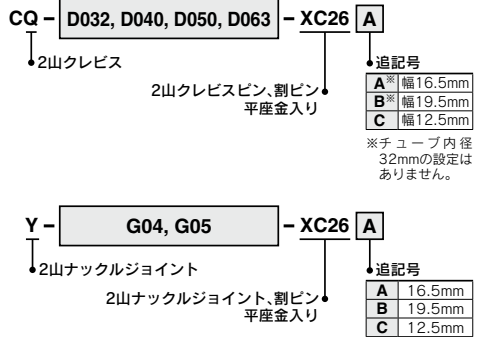 CQ – D032, D040, D050, D063 – XC26 A
2山クレビス
2山クレビスピン、割ピン
平座金入り
追記号
A※ 幅16.5mm
B※ 幅19.5mm
C 幅12.5mm
※チューブ内径
32mmの設定は
ありません。
Y – G04, G05 – XC26 A
2山ナックルジョイント
2山ナックルジョイント、割ピン
平座金入り
追記号
A 16.5mm
B 19.5mm
C 12.5mm